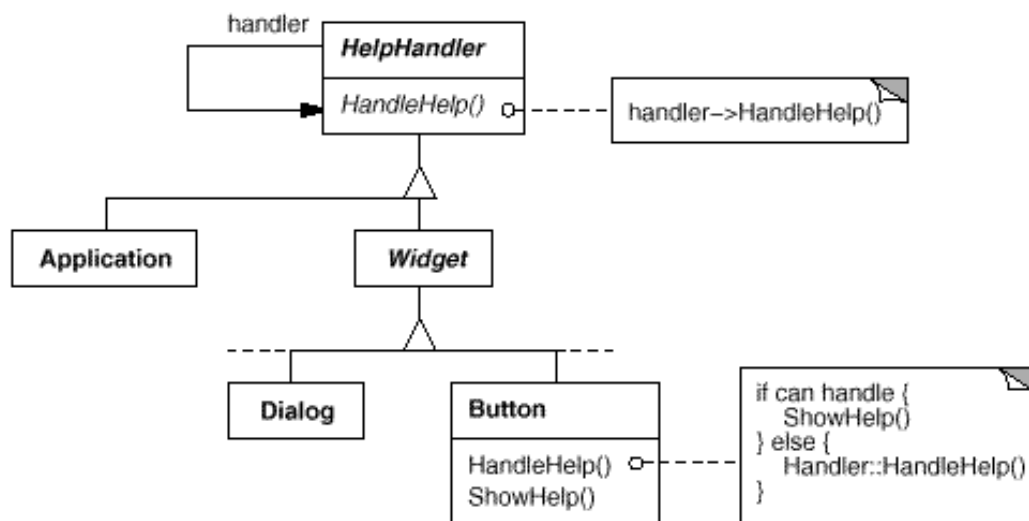 handler
HelpHandler
HandleHelp()
handler–>HandleHelp()
Application
Widget
Dialog
Button
HandleHelp()
ShowHelp()
if can handle {
ShowHelp()
} else {
Handler::HandleHelp()
}